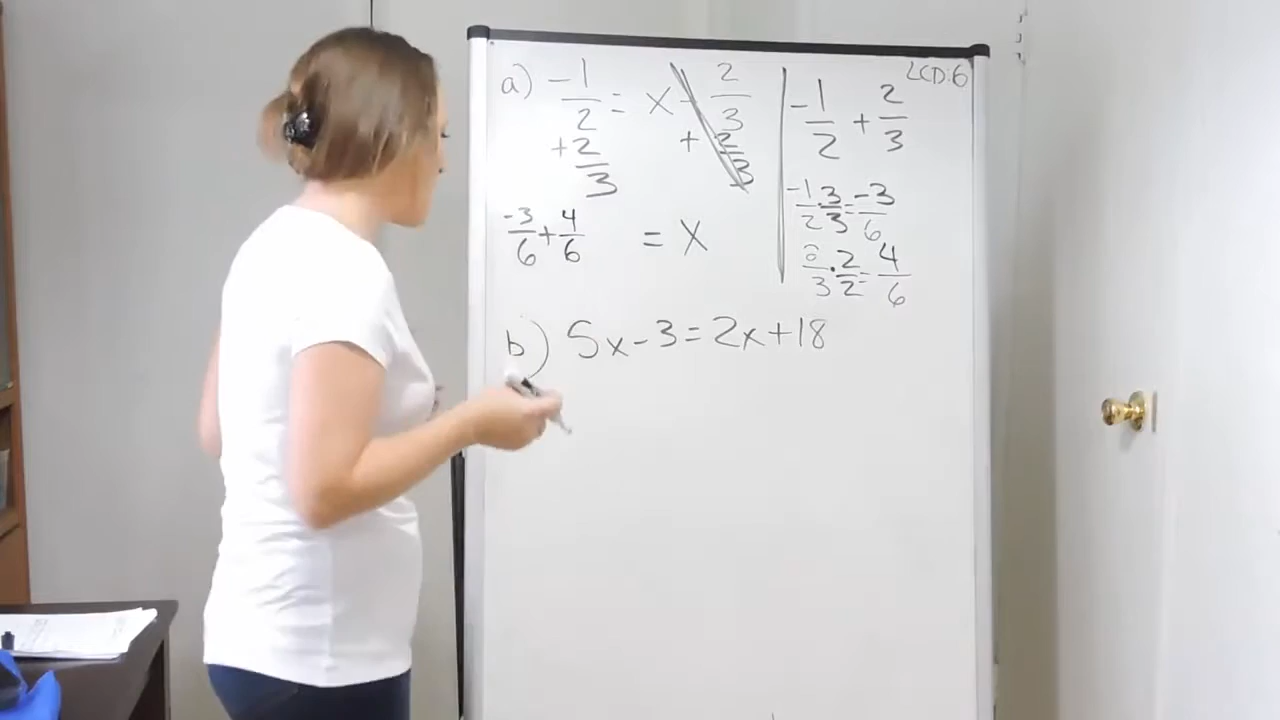 a) -1/2 = x - 2/3
+2/3 + 2/3
-3/6 + 4/6 = x
LCD:6
-1/2 + 2/3
-1/2 · 3/3 = -3/6
2/3 · 2/2 = 4/6
b) 5x-3=2x+18